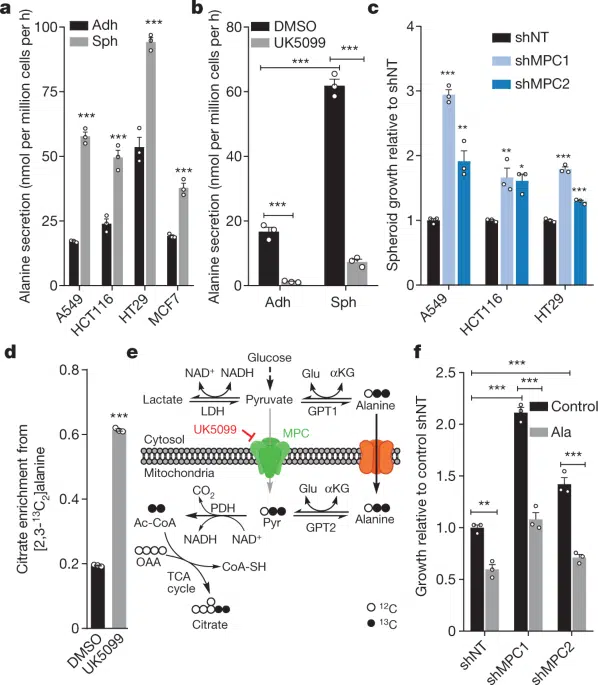 a
Alanine secretion (nmol per million cells per h)
100
75
50
25
0
Adh
Sph
***
***
***
***
A549
HCT116
HT29
MCF7
b
Alanine secretion (nmol per million cells per h)
80
60
40
20
0
DMSO
UK5099
***
***
***
Adh
Sph
c
Spheroid growth relative to shNT
4
3
2
1
0
shNT
shMPC1
shMPC2
***
**
**
*
***
***
A549
HCT116
HT29
d
Citrate enrichment from
[2,3-¹³C₂]alanine
0.8
0.6
0.4
0.2
0
***
DMSO
UK5099
e
Glucose
NAD⁺ NADH
Glu αKG
Lactate
Pyruvate
Alanine
LDH
GPT1
UK5099
MPC
Cytosol
Mitochondria
CO₂
PDH
Glu αKG
Ac-CoA
Pyr
Alanine
GPT2
NADH
NAD⁺
OAA
CoA-SH
TCA
cycle
Citrate
¹²C
¹³C
f
Growth relative to control shNT
2.5
2.0
1.5
1.0
0.5
0
***
***
***
Control
Ala
***
**
shNT
shMPC1
shMPC2